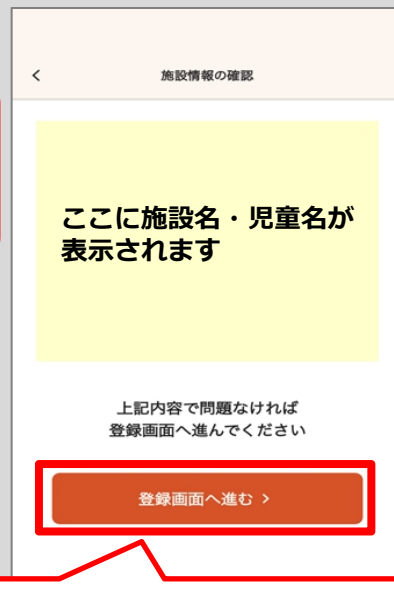 <
施設情報の確認
ここに施設名・児童名が
表示されます
上記内容で問題なければ
登録画面へ進んでください
登録画面へ進む >